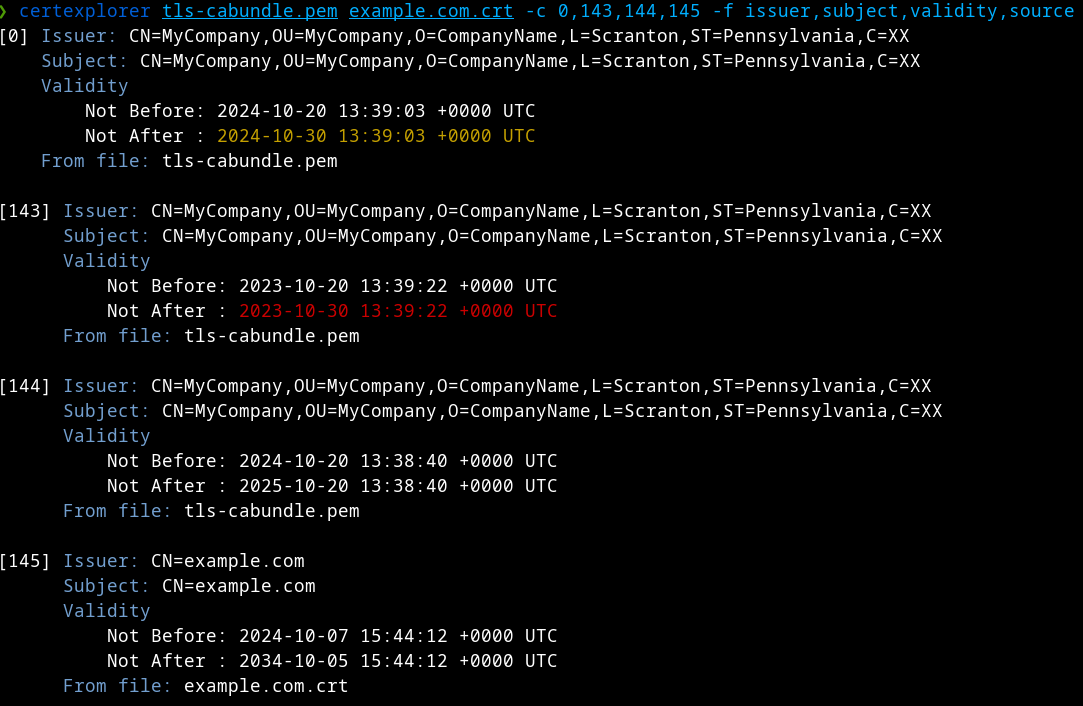 ❯ certexplorer tls-cabundle.pem example.com.crt -c 0,143,144,145 -f issuer,subject,validity,source
[0] Issuer: CN=MyCompany,OU=MyCompany,O=CompanyName,L=Scranton,ST=Pennsylvania,C=XX
    Subject: CN=MyCompany,OU=MyCompany,O=CompanyName,L=Scranton,ST=Pennsylvania,C=XX
    Validity
        Not Before: 2024-10-20 13:39:03 +0000 UTC
        Not After : 2024-10-30 13:39:03 +0000 UTC
    From file: tls-cabundle.pem

[143] Issuer: CN=MyCompany,OU=MyCompany,O=CompanyName,L=Scranton,ST=Pennsylvania,C=XX
      Subject: CN=MyCompany,OU=MyCompany,O=CompanyName,L=Scranton,ST=Pennsylvania,C=XX
      Validity
          Not Before: 2023-10-20 13:39:22 +0000 UTC
          Not After : 2023-10-30 13:39:22 +0000 UTC
      From file: tls-cabundle.pem

[144] Issuer: CN=MyCompany,OU=MyCompany,O=CompanyName,L=Scranton,ST=Pennsylvania,C=XX
      Subject: CN=MyCompany,OU=MyCompany,O=CompanyName,L=Scranton,ST=Pennsylvania,C=XX
      Validity
          Not Before: 2024-10-20 13:38:40 +0000 UTC
          Not After : 2025-10-20 13:38:40 +0000 UTC
      From file: tls-cabundle.pem

[145] Issuer: CN=example.com
      Subject: CN=example.com
      Validity
          Not Before: 2024-10-07 15:44:12 +0000 UTC
          Not After : 2034-10-05 15:44:12 +0000 UTC
      From file: example.com.crt